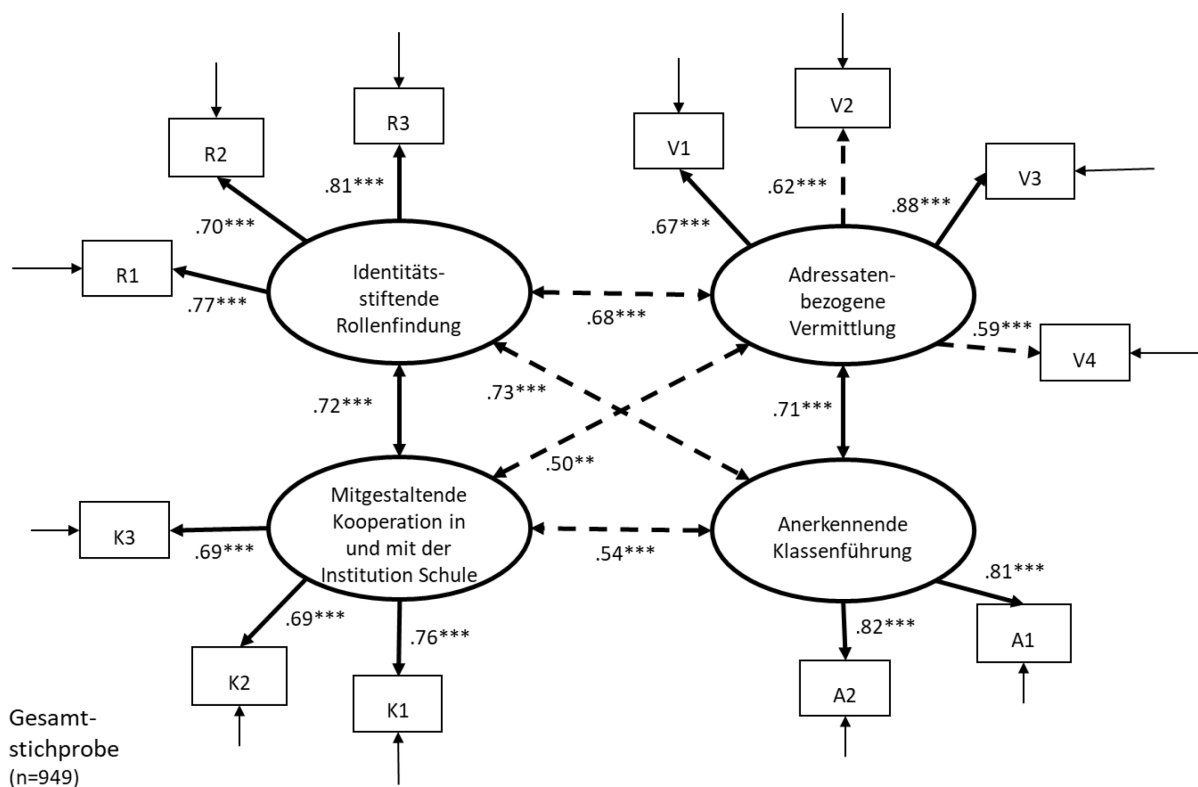 V2
R3
R2
V1
V3
.81***
.62***
.88***
.70***
.67***
R1
.77***
Identitäts-
stiftende
Rollenfindung
Adressaten-
bezogene
Vermittlung
.68***
.59***
V4
.72***
.73***
.71***
.50**
Mitgestaltende
Kooperation in
und mit der
Institution Schule
Anerkennende
Klassenführung
K3
.69***
.54***
.81***
.69***
.76***
.82***
A1
K2
A2
K1
Gesamt-
stichprobe
(n=949)